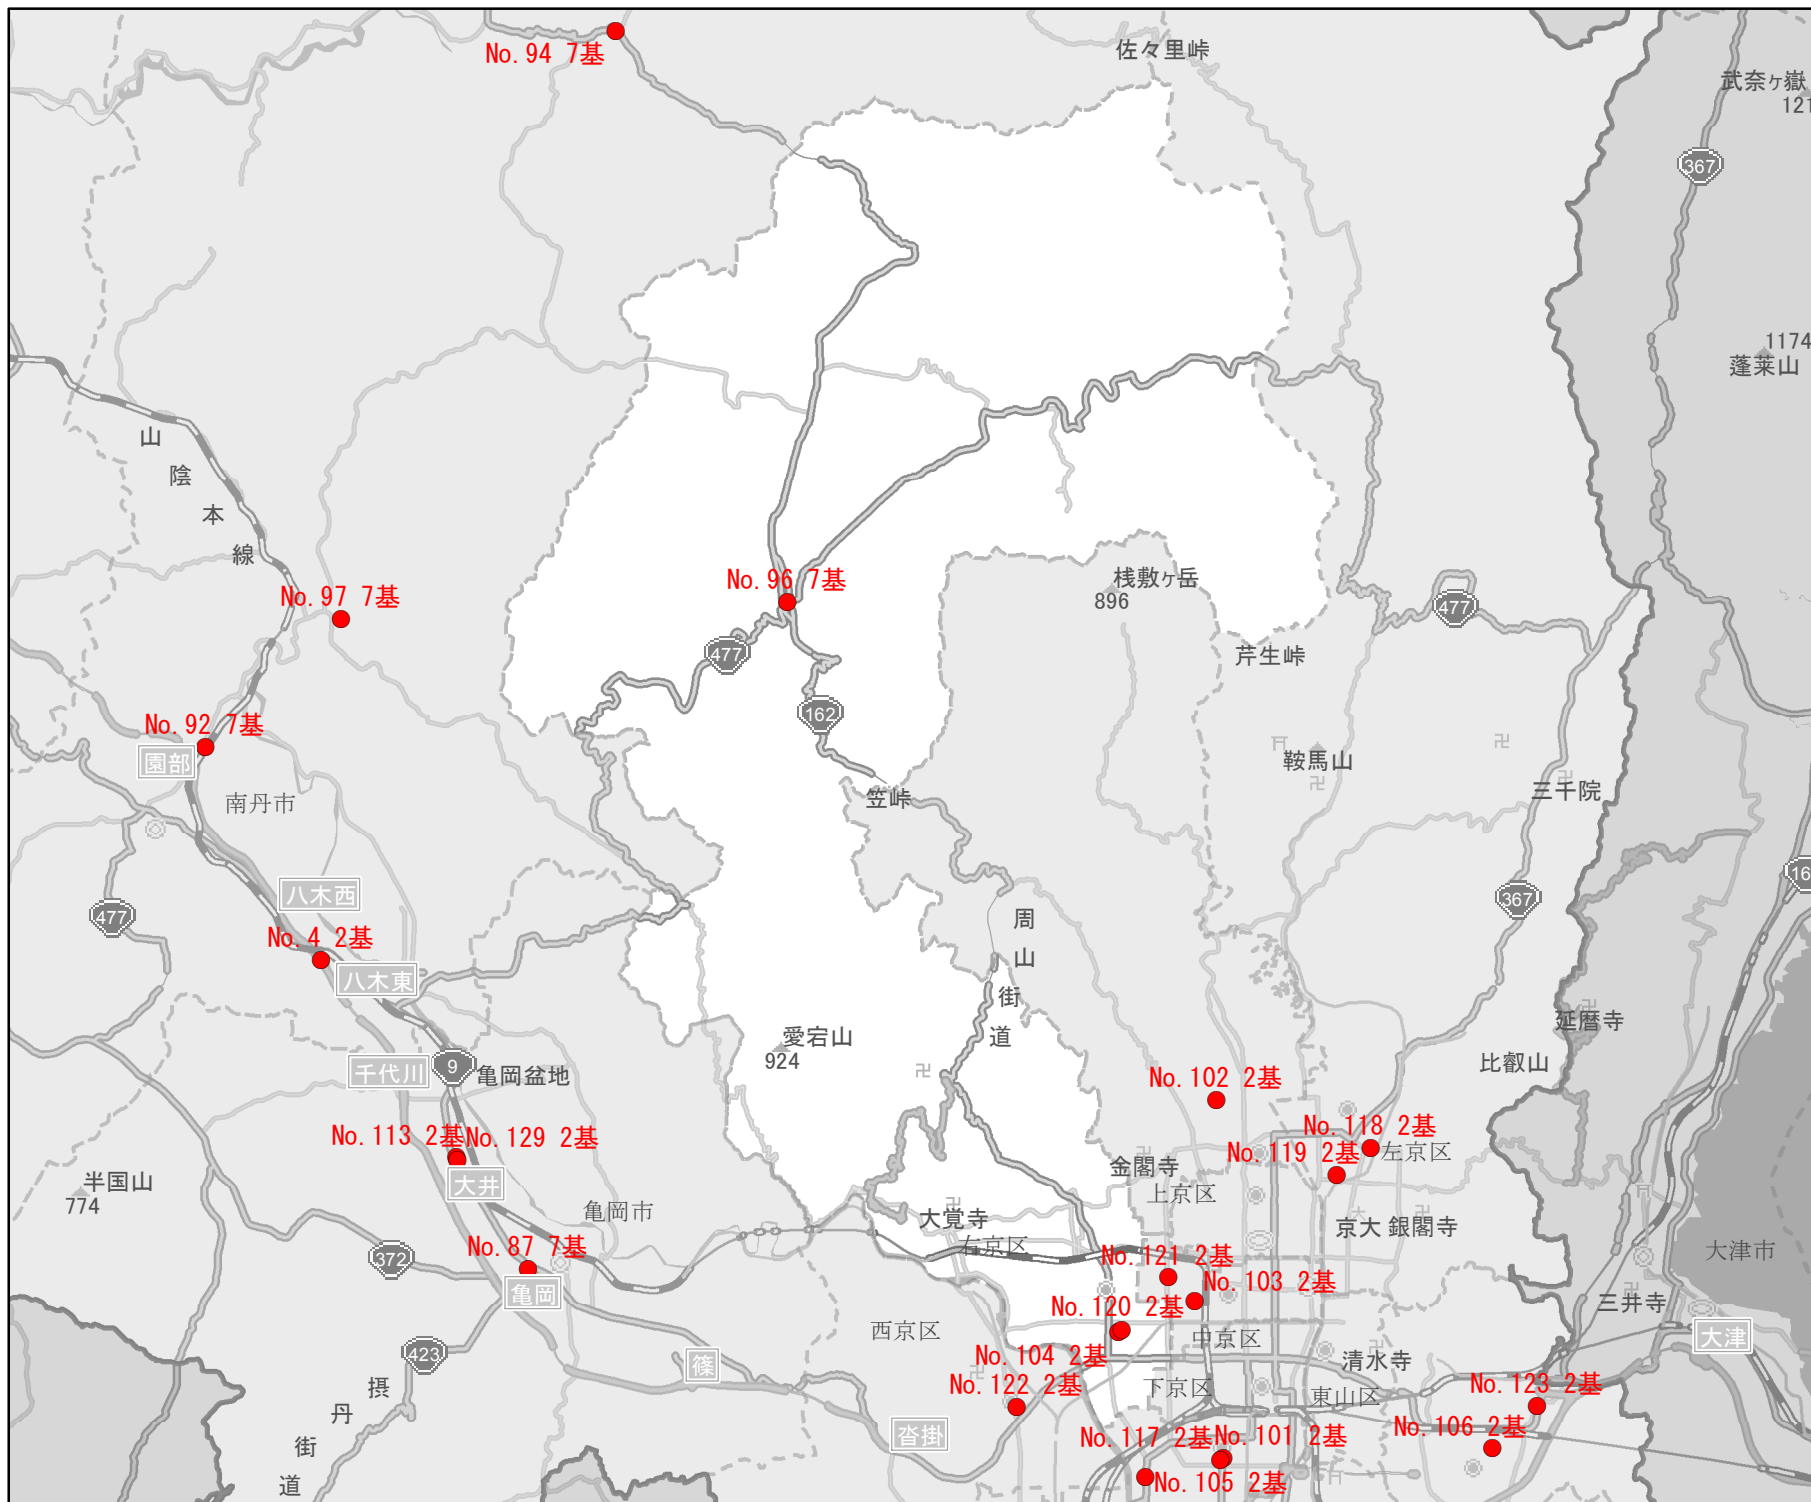 No.94 7基
佐々里峠
武奈ヶ嶽
121
367
1174
蓬莱山
山陰本線
No.97 7基
No.96 7基
桟敷ヶ岳
896
477
477
芹生峠
162
No.92 7基
園部
南丹市
鞍馬山
三千院
笠峠
八木西
477
367
16
周山街道
No.4 2基
八木東
延暦寺
愛宕山
924
比叡山
9
千代川
亀岡盆地
No.102 2基
No.113 2基
No.129 2基
No.118 2基
No.119 2基
左京区
金閣寺
上京区
半国山
774
大井
亀岡市
大覚寺
右京区
京大
銀閣寺
大津市
372
No.87 7基
亀岡
No.121 2基
No.103 2基
No.120 2基
三井寺
西京区
中京区
大津
423
篠
No.104 2基
清水寺
摂丹街道
No.122 2基
下京区
東山区
No.123 2基
沓掛
No.117 2基
No.101 2基
No.106 2基
No.105 2基